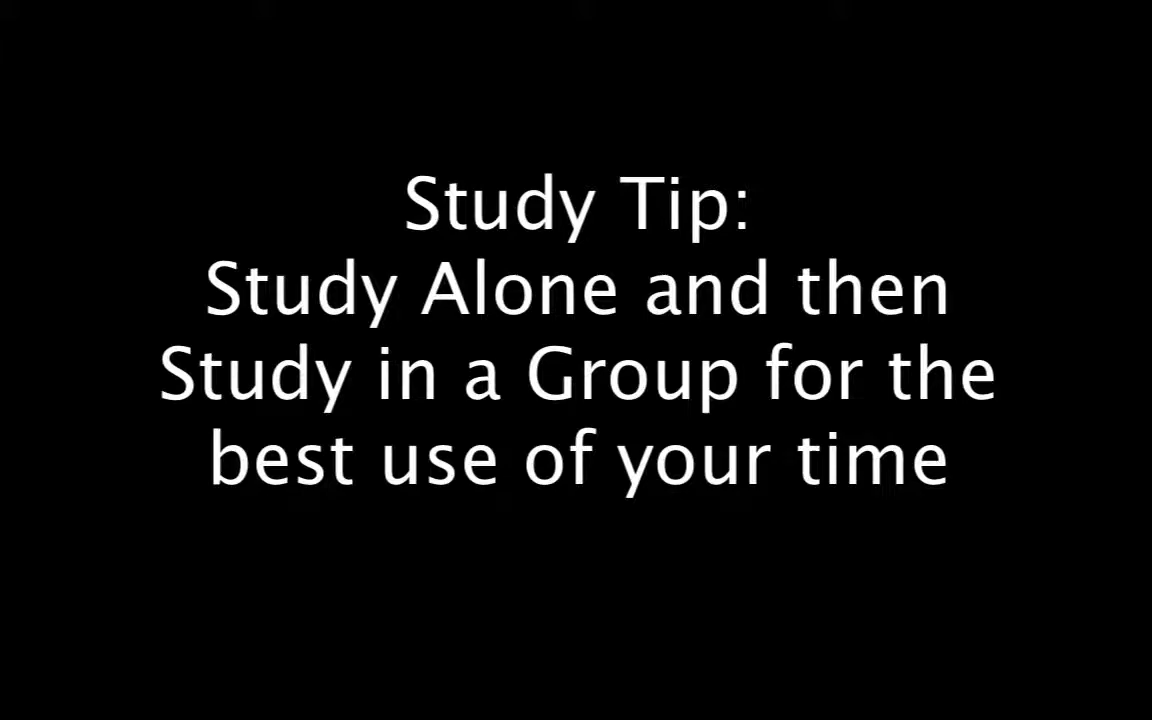 Study Tip:
Study Alone and then
Study in a Group for the
best use of your time